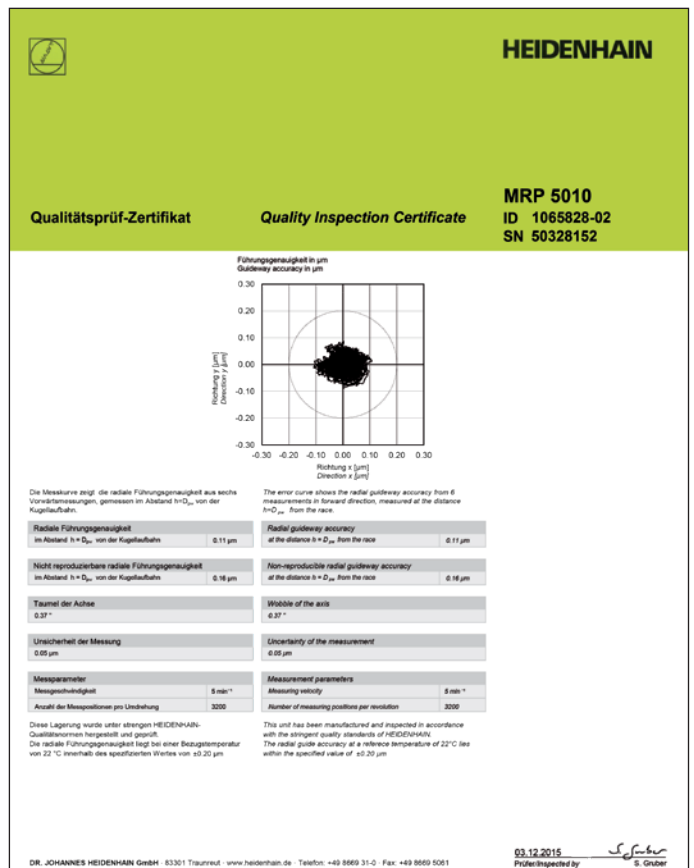 HEIDENHAIN
MRP 5010
Qualitätsprüf-Zertifikat
Quality Inspection Certificate
ID 1065828-02
SN 50328152
Führungsgenauigkeit in µm
Guideway accuracy in µm
0.30
0.20
0.10
0.00
-0.10
-0.20
-0.30
Richtung y [µm]
Direction y [µm]
-0.30 -0.20 -0.10 0.00 0.10 0.20 0.30
Richtung x [µm]
Direction x [µm]
Die Messkurve zeigt die radiale Führungsgenauigkeit aus sechs
Vorwärtsmessungen, gemessen im Abstand h=Dpw von der
Kugellaufbahn.
The error curve shows the radial guideway accuracy from 6
measurements in forward direction, measured at the distance
h=Dpw from the race.
Radiale Führungsgenauigkeit
im Abstand h = Dpw von der Kugellaufbahn 0.11 µm
Radial guideway accuracy
at the distance h = Dpw from the race 0.11 µm
Nicht reproduzierbare radiale Führungsgenauigkeit
im Abstand h = Dpw von der Kugellaufbahn 0.16 µm
Non-reproducible radial guideway accuracy
at the distance h = Dpw from the race 0.16 µm
Taumel der Achse
0.37 "
Wobble of the axis
0.37 "
Unsicherheit der Messung
0.05 µm
Uncertainty of the measurement
0.05 µm
Messparameter
Messgeschwindigkeit 5 min⁻¹
Anzahl der Messpositionen pro Umdrehung 3200
Measurement parameters
Measuring velocity 5 min⁻¹
Number of measuring positions per revolution 3200
Diese Lagerung wurde unter strengen HEIDENHAIN-
Qualitätsnormen hergestellt und geprüft.
Die radiale Führungsgenauigkeit liegt bei einer Bezugstemperatur
von 22 °C innerhalb des spezifizierten Wertes von ±0.20 µm
This unit has been manufactured and inspected in accordance
with the stringent quality standards of HEIDENHAIN.
The radial guide accuracy at a referece temperature of 22°C lies
within the specified value of ±0.20 µm
03.12.2015
Prüfer/Inspected by
S. Gruber
S. Gruber
DR. JOHANNES HEIDENHAIN GmbH · 83301 Traunreut · www.heidenhain.de · Telefon: +49 8669 31-0 · Fax: +49 8669 5061